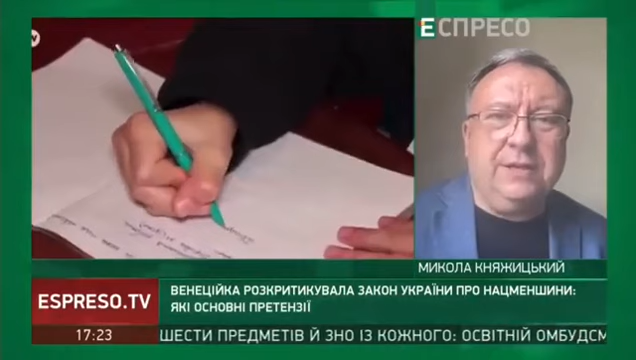 ЕСПРЕСО
МИКОЛА КНЯЖИЦЬКИЙ
ESPRESO.TV
ВЕНЕЦІЙКА РОЗКРИТИКУВАЛА ЗАКОН УКРАЇНИ ПРО НАЦМЕНШИНИ:
ЯКІ ОСНОВНІ ПРЕТЕНЗІЇ
17:23
ШЕСТИ ПРЕДМЕТІВ Й ЗНО ІЗ КОЖНОГО: ОСВІТНІЙ ОМБУДСМ